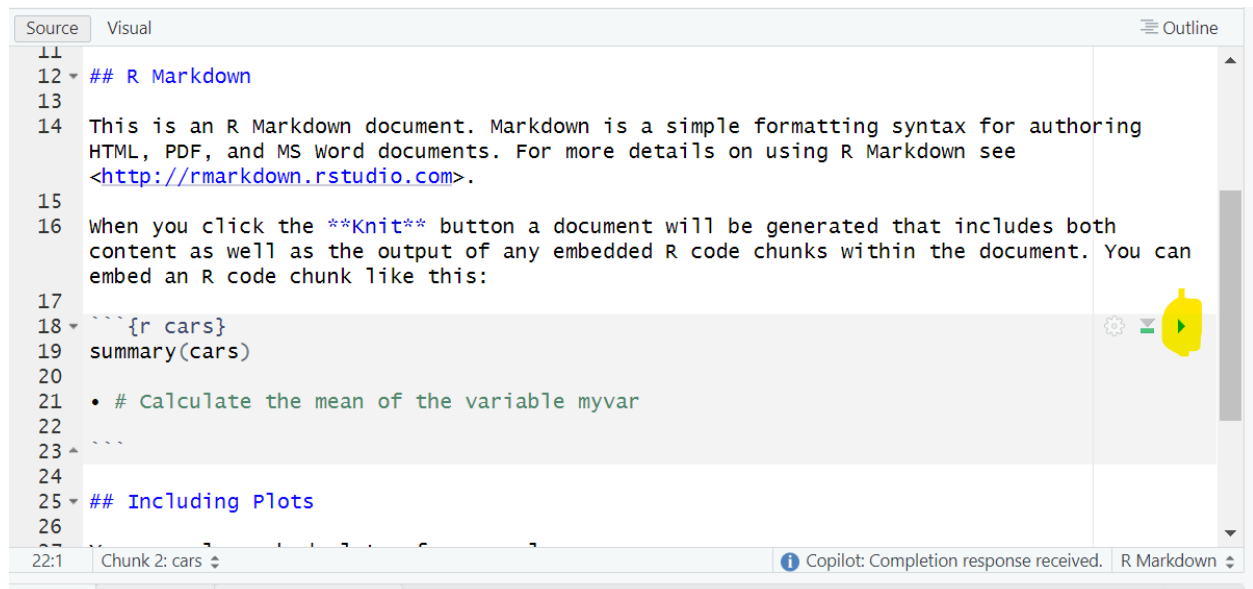 Source Visual Outline
11
12 ## R Markdown
13
14 This is an R Markdown document. Markdown is a simple formatting syntax for authoring
HTML, PDF, and MS Word documents. For more details on using R Markdown see
<http://rmarkdown.rstudio.com>.
15
16 When you click the **Knit** button a document will be generated that includes both
content as well as the output of any embedded R code chunks within the document. You can
embed an R code chunk like this:
17
18 ```{r cars}
19 summary(cars)
20
21 • # Calculate the mean of the variable myvar
22
23 ```
24
25 ## Including Plots
26
22:1 Chunk 2: cars Copilot: Completion response received. R Markdown